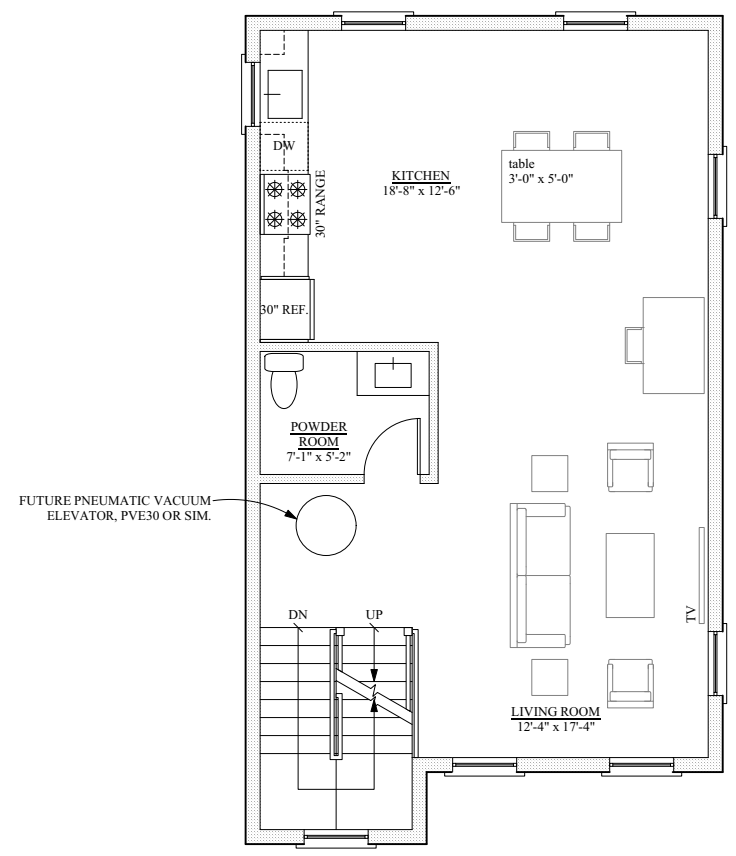 table
3'-0" x 5'-0"
DW
KITCHEN
18'-8" x 12'-6"
30" RANGE
30" REF.
POWDER
ROOM
7'-1" x 5'-2"
FUTURE PNEUMATIC VACUUM
ELEVATOR, PVE30 OR SIM.
DN
UP
TV
LIVING ROOM
12'-4" x 17'-4"